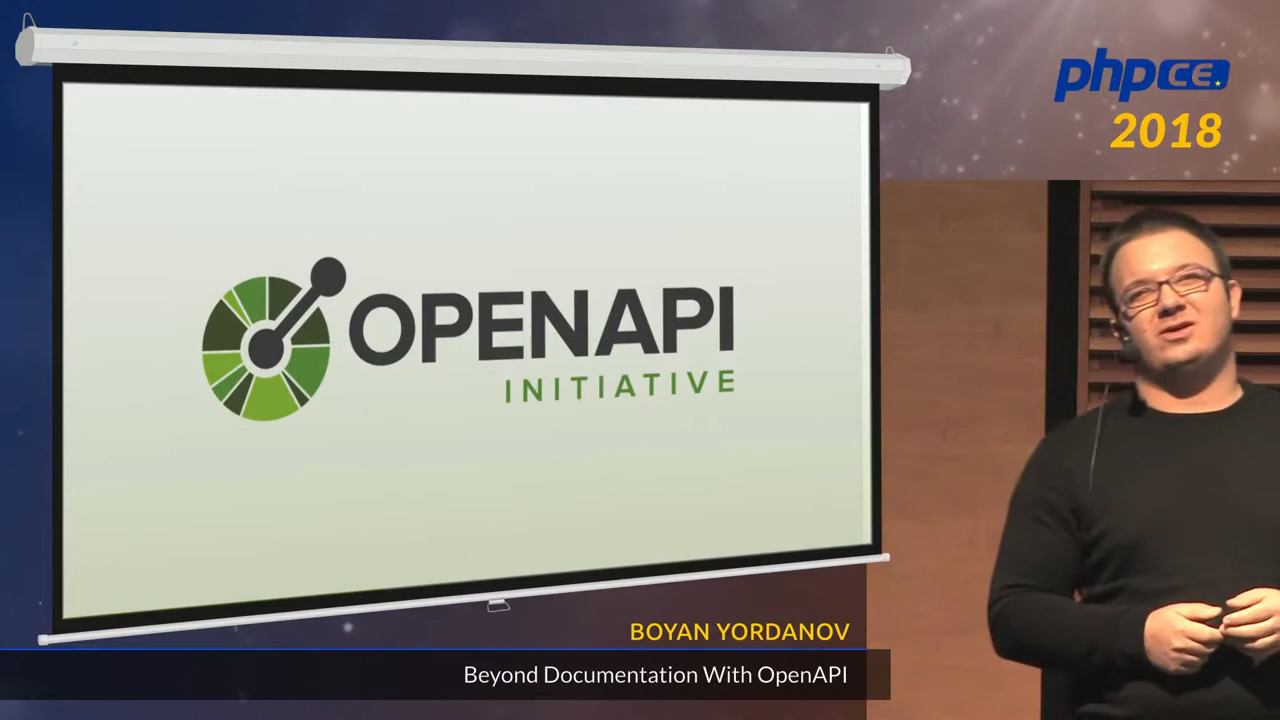 phpCE
2018
OPENAPI
INITIATIVE
BOYAN YORDANOV
Beyond Documentation With OpenAPI